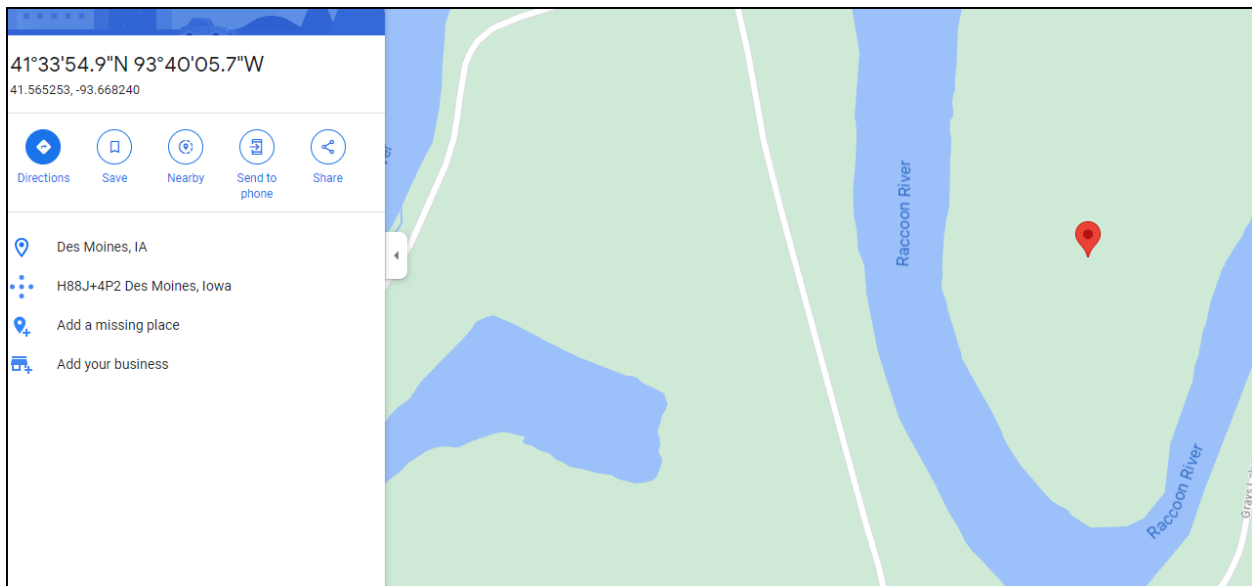 41°33'54.9"N 93°40'05.7"W
41.565253, -93.668240
Directions
Save
Nearby
Send to
phone
Share
Des Moines, IA
H88J+4P2 Des Moines, Iowa
Add a missing place
Add your business
Raccoon River
Raccoon River